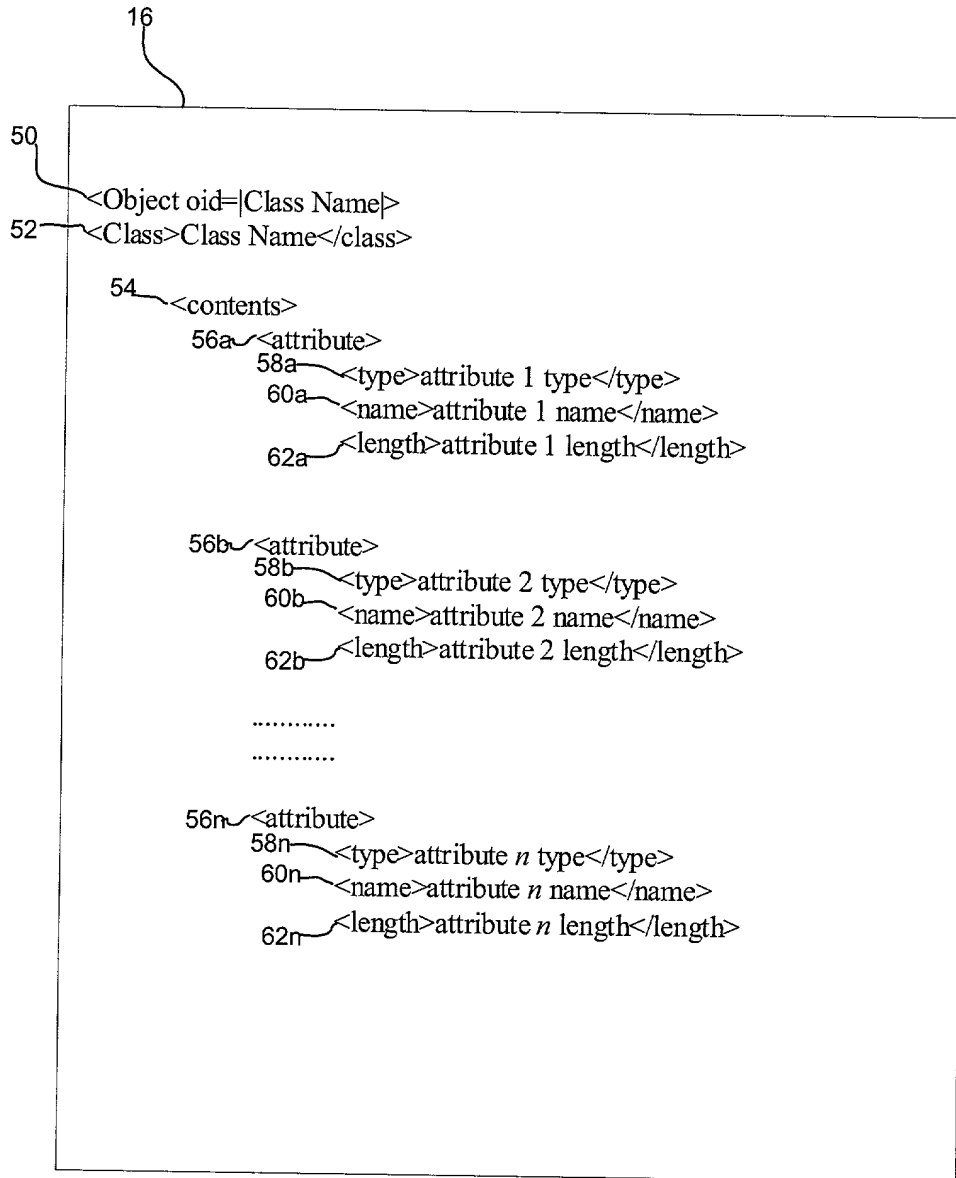 16
50
<Object oid=|Class Name|>
52 <Class>Class Name</class>
54 <contents>
56a <attribute>
58a <type>attribute 1 type</type>
60a <name>attribute 1 name</name>
62a <length>attribute 1 length</length>
56b <attribute>
58b <type>attribute 2 type</type>
60b <name>attribute 2 name</name>
62b <length>attribute 2 length</length>
............
............
56n <attribute>
58n <type>attribute n type</type>
60n <name>attribute n name</name>
62n <length>attribute n length</length>